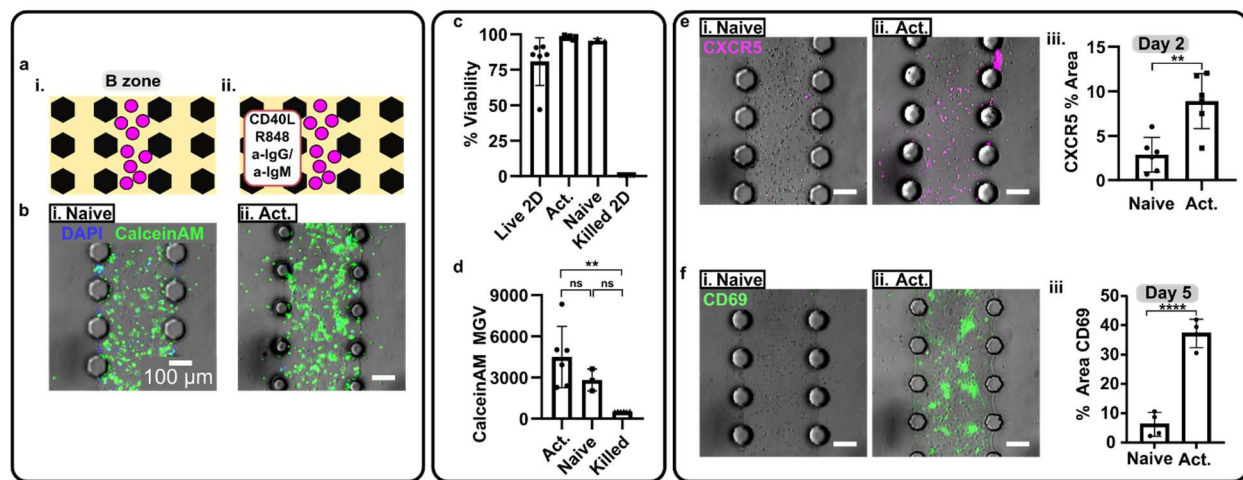 a
B zone
i.
ii.
CD40L
R848
a-IgG/
a-IgM
b
i. Naive
DAPI
CalceinAM
100 µm
ii. Act.
c
% Viability
100
75
50
25
0
Live 2D
Act.
Naive
Killed 2D
d
CalceinAM MGV
9000
6000
3000
0
**
ns
ns
Act.
Naive
Killed
e
i. Naive
CXCR5
ii. Act.
iii.
Day 2
**
CXCR5 % Area
15
10
5
0
Naive
Act.
f
i. Naive
CD69
ii. Act.
iii
Day 5
****
% Area CD69
50
40
30
20
10
0
Naive
Act.